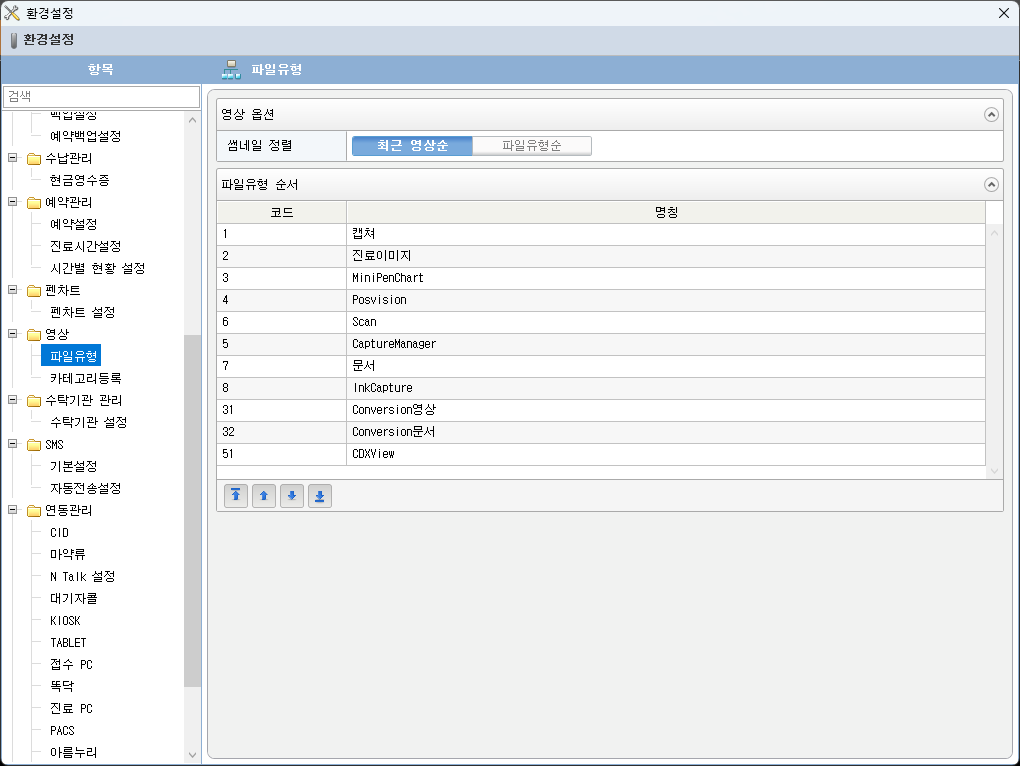 환경설정
환경설정
항목
파일유형
검색
백업설정
예약백업설정
수납관리
현금영수증
예약관리
예약설정
진료시간설정
시간별 현황 설정
펜차트
펜차트 설정
영상
파일유형
카테고리등록
수탁기관 관리
수탁기관 설정
SMS
기본설정
자동전송설정
연동관리
CID
마약류
N Talk 설정
대기자콜
KIOSK
TABLET
접수 PC
똑닥
진료 PC
PACS
아름누리
영상 옵션
썸네일 정렬 최근 영상순 파일유형순
파일유형 순서
코드 명칭
1 캡쳐
2 진료이미지
3 MiniPenChart
4 Posvision
6 Scan
5 CaptureManager
7 문서
8 InkCapture
31 Conversion영상
32 Conversion문서
51 CDXView